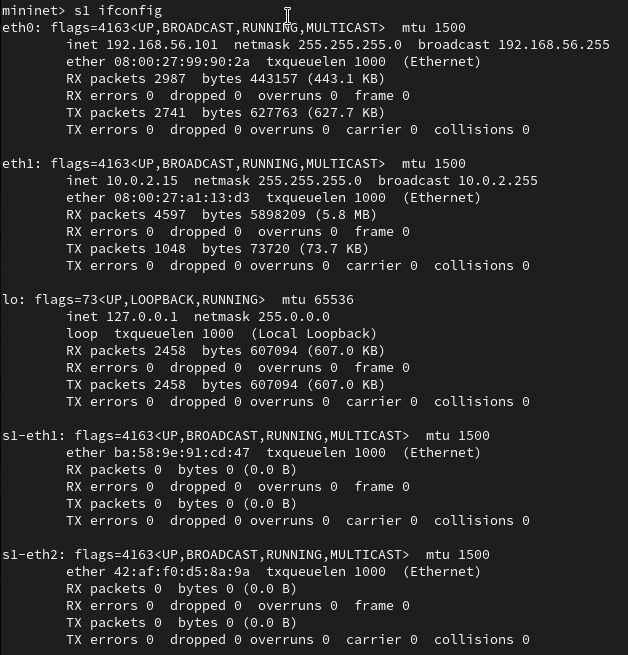 mininet> s1 ifconfig
eth0: flags=4163<UP,BROADCAST,RUNNING,MULTICAST>  mtu 1500
        inet 192.168.56.101  netmask 255.255.255.0  broadcast 192.168.56.255
        ether 08:00:27:99:90:2a  txqueuelen 1000  (Ethernet)
        RX packets 2987  bytes 443157 (443.1 KB)
        RX errors 0  dropped 0  overruns 0  frame 0
        TX packets 2741  bytes 627763 (627.7 KB)
        TX errors 0  dropped 0 overruns 0  carrier 0  collisions 0

eth1: flags=4163<UP,BROADCAST,RUNNING,MULTICAST>  mtu 1500
        inet 10.0.2.15  netmask 255.255.255.0  broadcast 10.0.2.255
        ether 08:00:27:a1:13:d3  txqueuelen 1000  (Ethernet)
        RX packets 4597  bytes 5898209 (5.8 MB)
        RX errors 0  dropped 0  overruns 0  frame 0
        TX packets 1048  bytes 73720 (73.7 KB)
        TX errors 0  dropped 0 overruns 0  carrier 0  collisions 0

lo: flags=73<UP,LOOPBACK,RUNNING>  mtu 65536
        inet 127.0.0.1  netmask 255.0.0.0
        loop  txqueuelen 1000  (Local Loopback)
        RX packets 2458  bytes 607094 (607.0 KB)
        RX errors 0  dropped 0  overruns 0  frame 0
        TX packets 2458  bytes 607094 (607.0 KB)
        TX errors 0  dropped 0 overruns 0  carrier 0  collisions 0

s1-eth1: flags=4163<UP,BROADCAST,RUNNING,MULTICAST>  mtu 1500
        ether ba:58:9e:91:cd:47  txqueuelen 1000  (Ethernet)
        RX packets 0  bytes 0 (0.0 B)
        RX errors 0  dropped 0  overruns 0  frame 0
        TX packets 0  bytes 0 (0.0 B)
        TX errors 0  dropped 0 overruns 0  carrier 0  collisions 0

s1-eth2: flags=4163<UP,BROADCAST,RUNNING,MULTICAST>  mtu 1500
        ether 42:af:f0:d5:8a:9a  txqueuelen 1000  (Ethernet)
        RX packets 0  bytes 0 (0.0 B)
        RX errors 0  dropped 0  overruns 0  frame 0
        TX packets 0  bytes 0 (0.0 B)
        TX errors 0  dropped 0 overruns 0  carrier 0  collisions 0